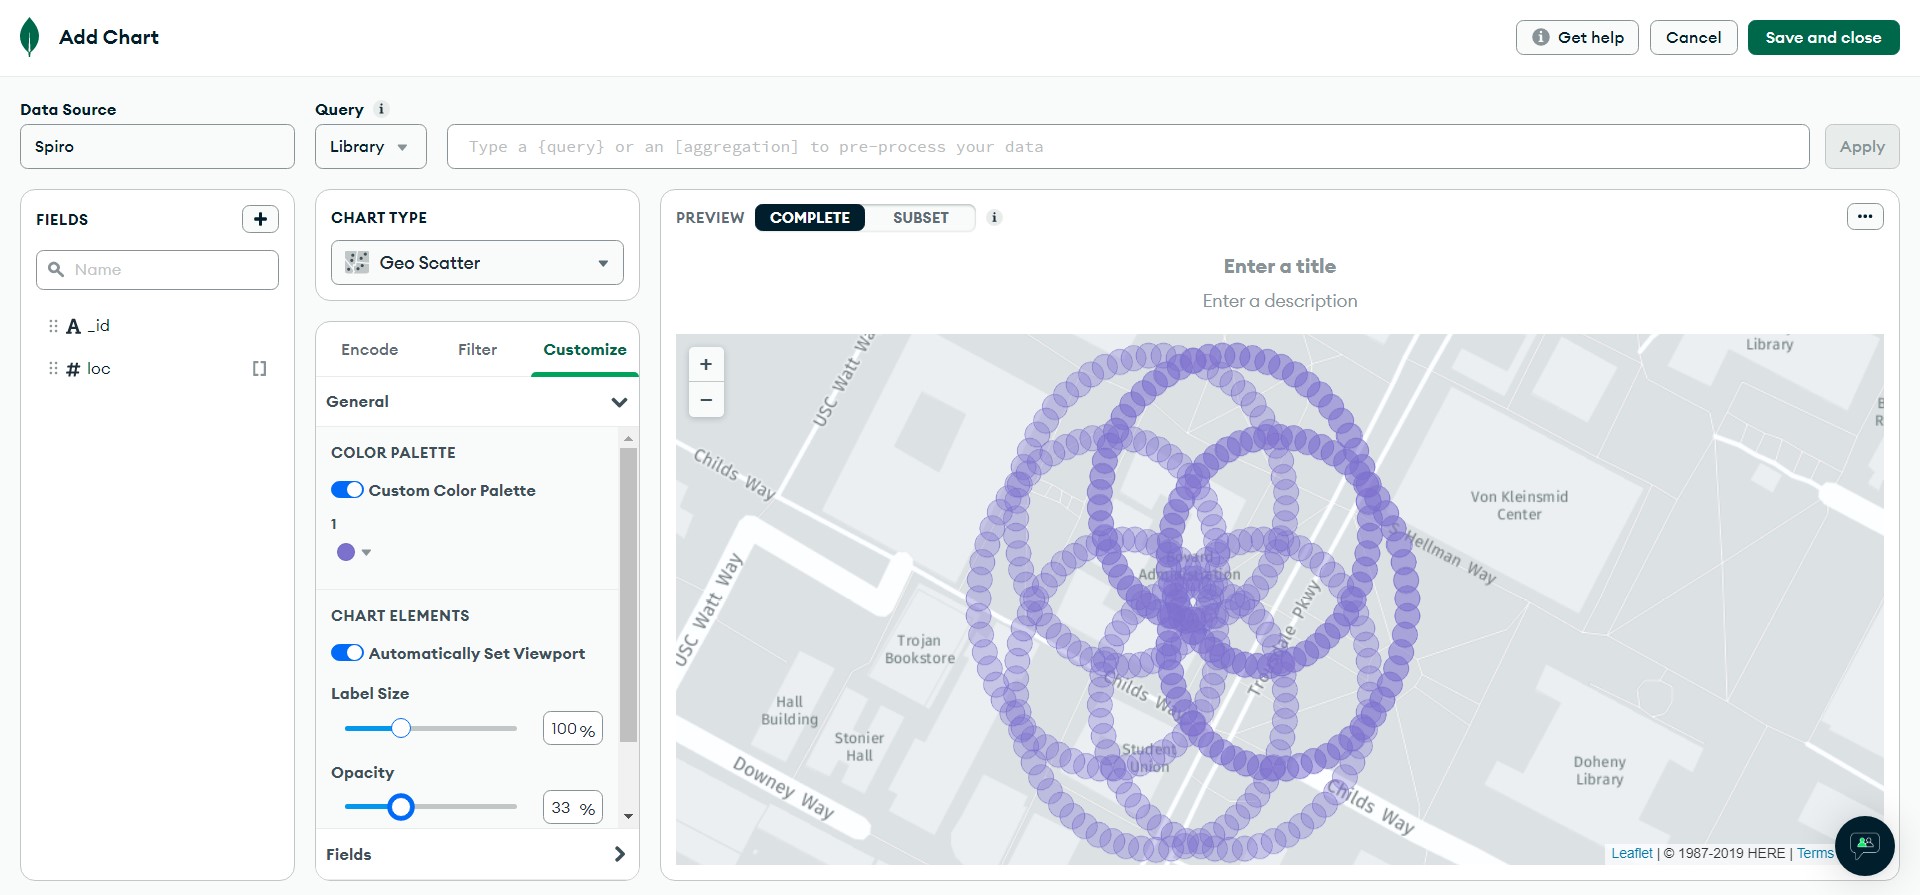 Add Chart
Get help
Cancel
Save and close
Data Source
Query
Spiro
Library
Type a {query} or an [aggregation] to pre-process your data
Apply
FIELDS
Name
_id
loc
CHART TYPE
Geo Scatter
Encode
Filter
Customize
General
COLOR PALETTE
Custom Color Palette
1
CHART ELEMENTS
Automatically Set Viewport
Label Size
100 %
Opacity
33 %
Fields
PREVIEW
COMPLETE
SUBSET
Enter a title
Enter a description
+
−
USC Watt Way
Library
Childs Way
Von Kleinsmid
Center
Hellman Way
Bovard
Administration
USC Watt Way
Trojan
Bookstore
Trousdale Pkwy
Childs Way
Hall
Building
Stonier
Hall
Student
Union
Downey Way
Doheny
Library
Childs Way
Leaflet | © 1987-2019 HERE | Terms